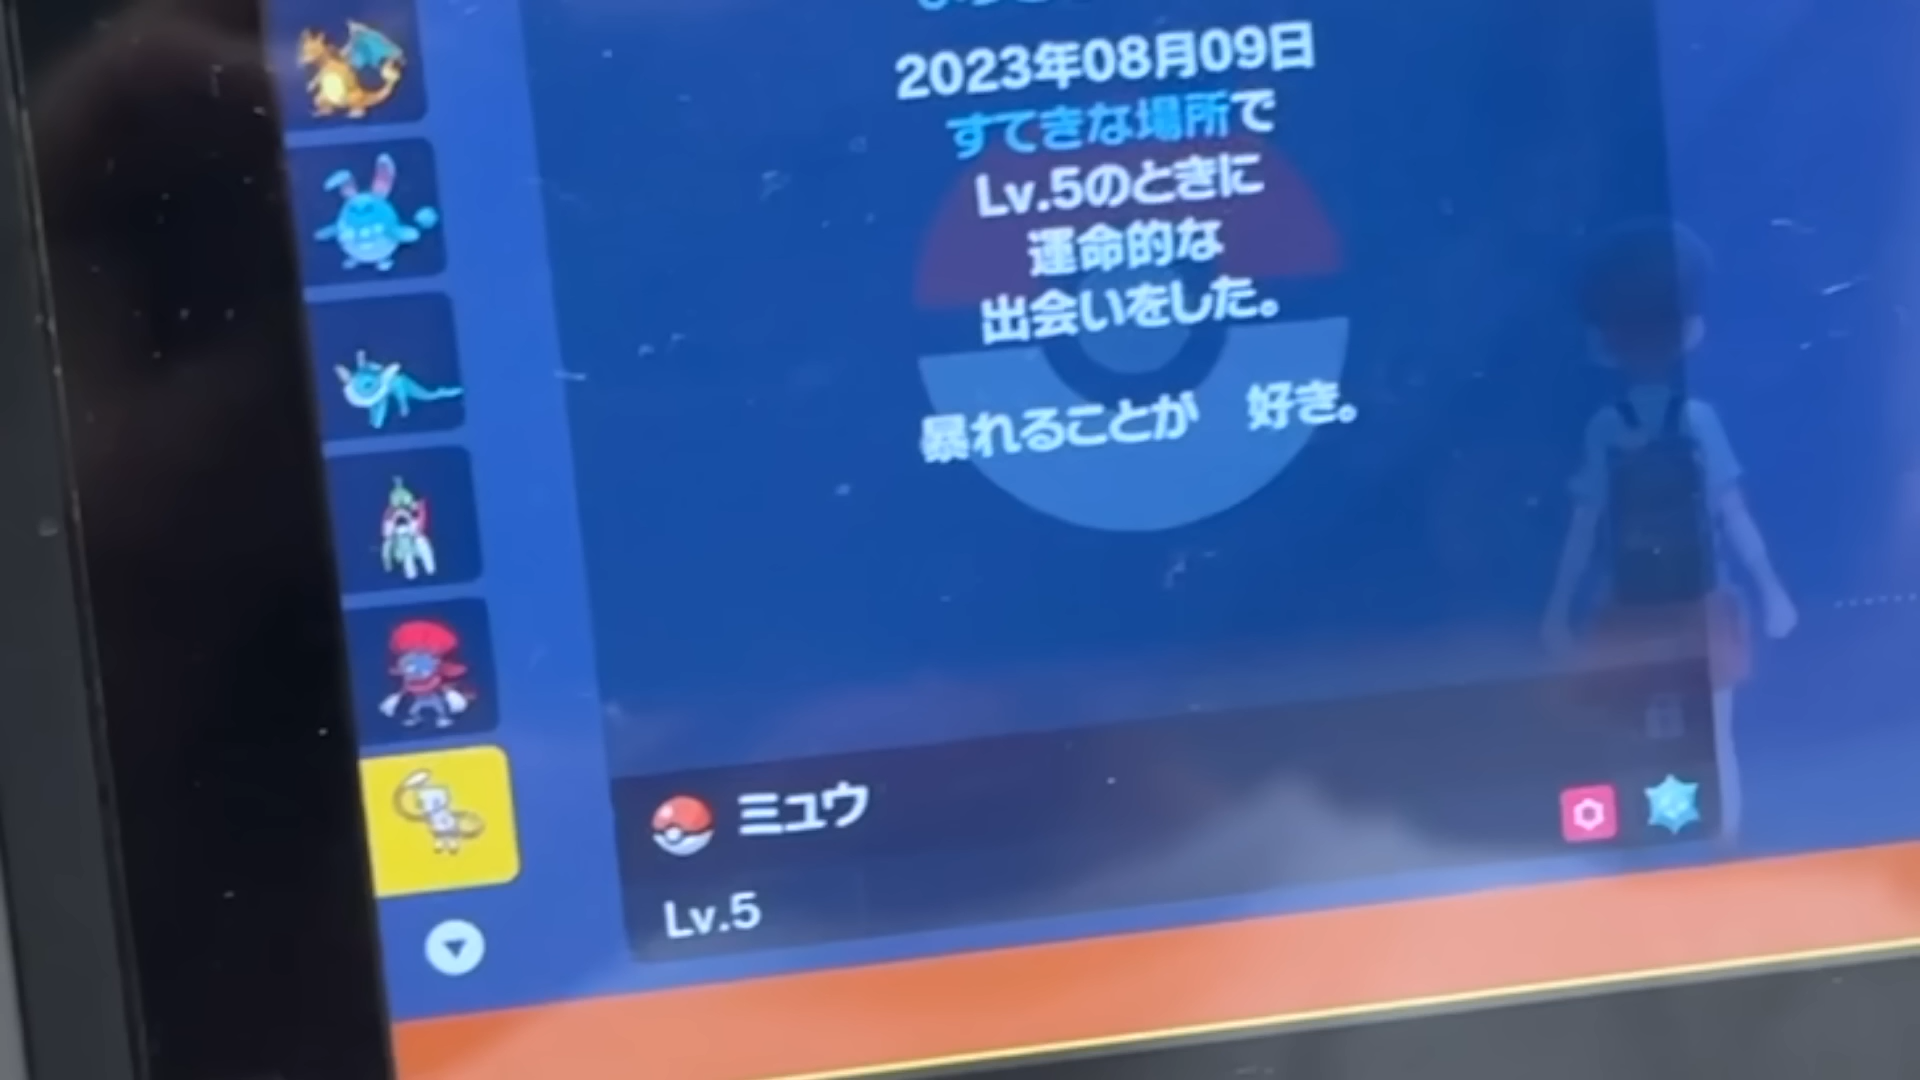 2023年08月09日
すてきな場所で
Lv.5のときに
運命的な
出会いをした。
暴れることが　好き。
ミュウ
Lv.5